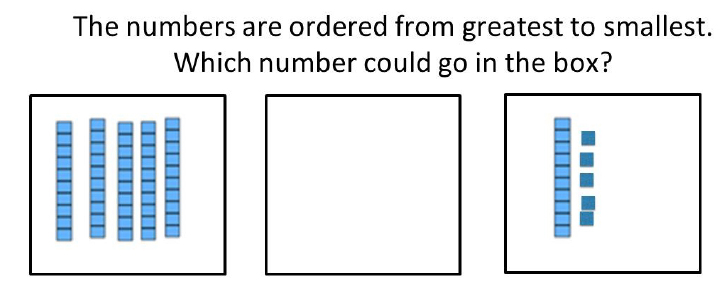 The numbers are ordered from greatest to smallest.
Which number could go in the box?